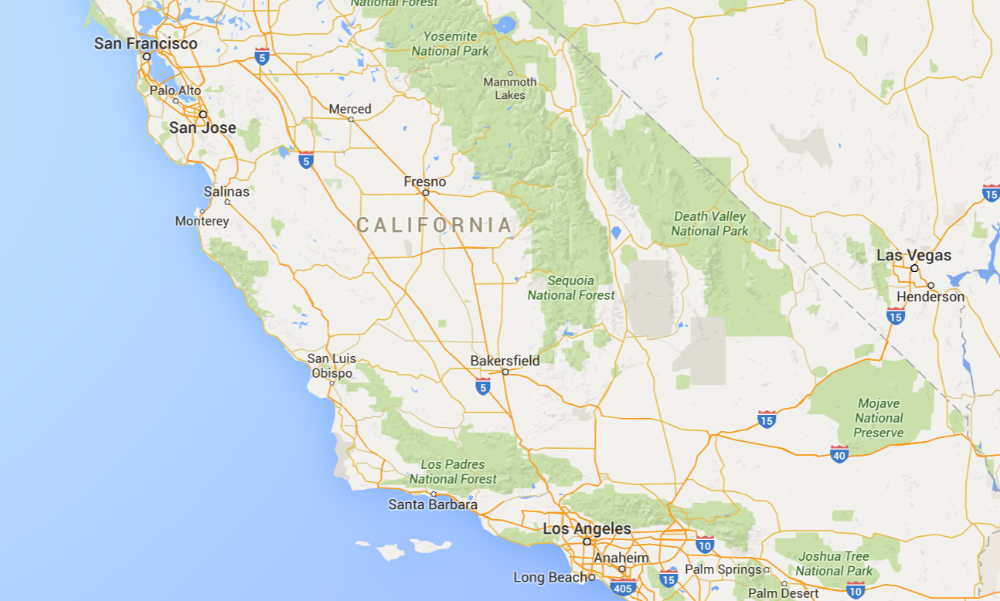 National Forest
San Francisco
Yosemite
National Park
5
Mammoth
Lakes
Palo Alto
Merced
San Jose
5
Fresno
Salinas
15
Monterey
CALIFORNIA
Death Valley
National Park
Las Vegas
Sequoia
National Forest
Henderson
15
San Luis
Obispo
Bakersfield
5
Mojave
National
Preserve
15
40
Los Padres
National Forest
Santa Barbara
Los Angeles
10
Anaheim
Joshua Tree
National Park
Palm Springs
Long Beach
15
405
10
Palm Desert